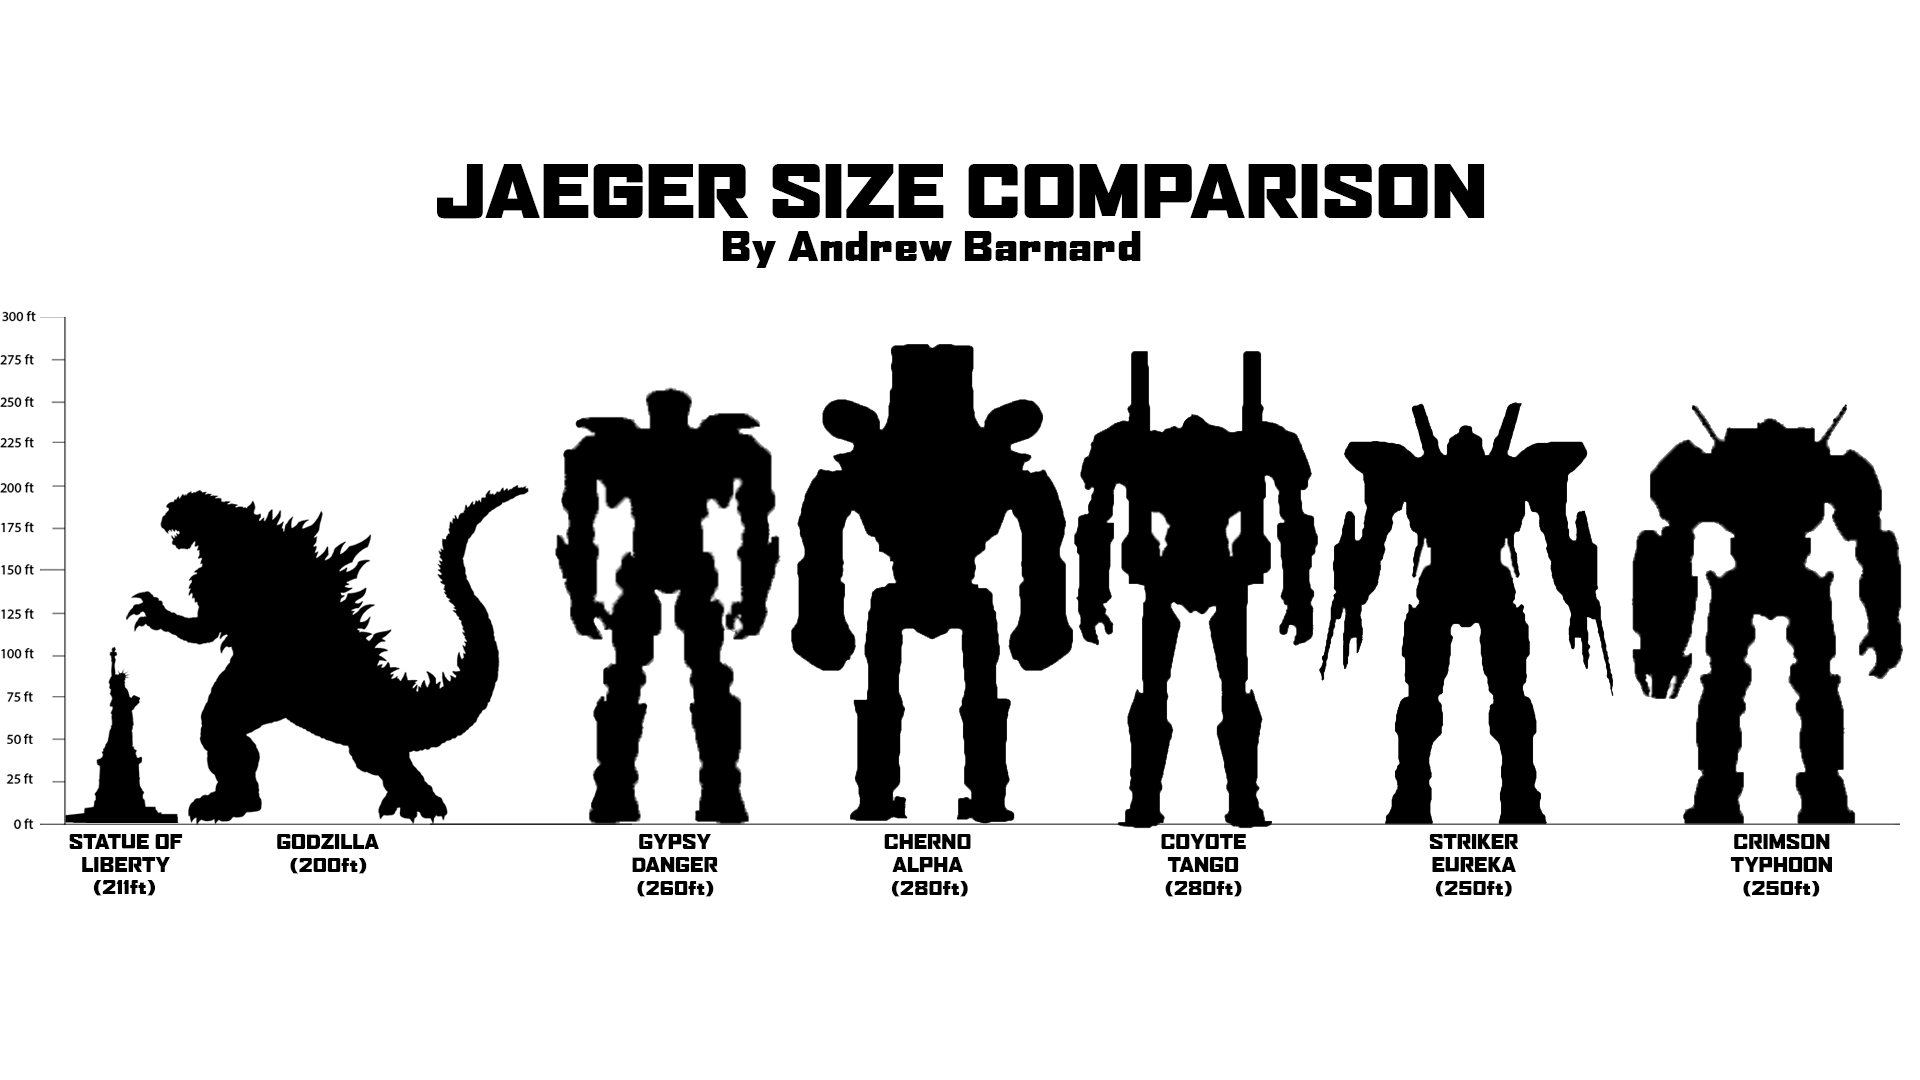 JAEGER SIZE COMPARISON
By Andrew Barnard
300 ft
275 ft
250 ft
225 ft
200 ft
175 ft
150 ft
125 ft
100 ft
75 ft
50 ft
25 ft
0 ft
STATUE OF
LIBERTY
(211ft)
GODZILLA
(200ft)
GYPSY
DANGER
(260ft)
CHERNO
ALPHA
(280ft)
COYOTE
TANGO
(280ft)
STRIKER
EUREKA
(250ft)
CRIMSON
TYPHOON
(250ft)